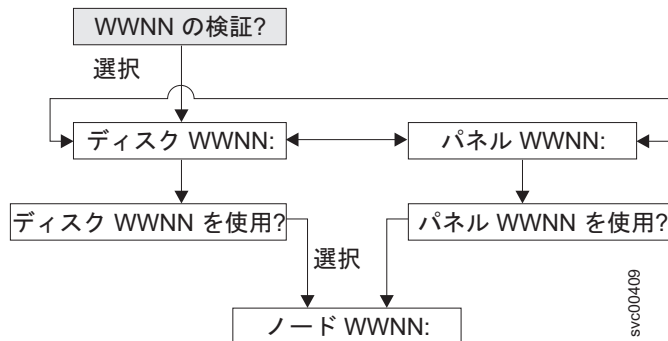 WWNN の検証?
選択
ディスク WWNN:
パネル WWNN:
ディスク WWNN を使用?
パネル WWNN を使用?
選択
ノード WWNN:
svc00409